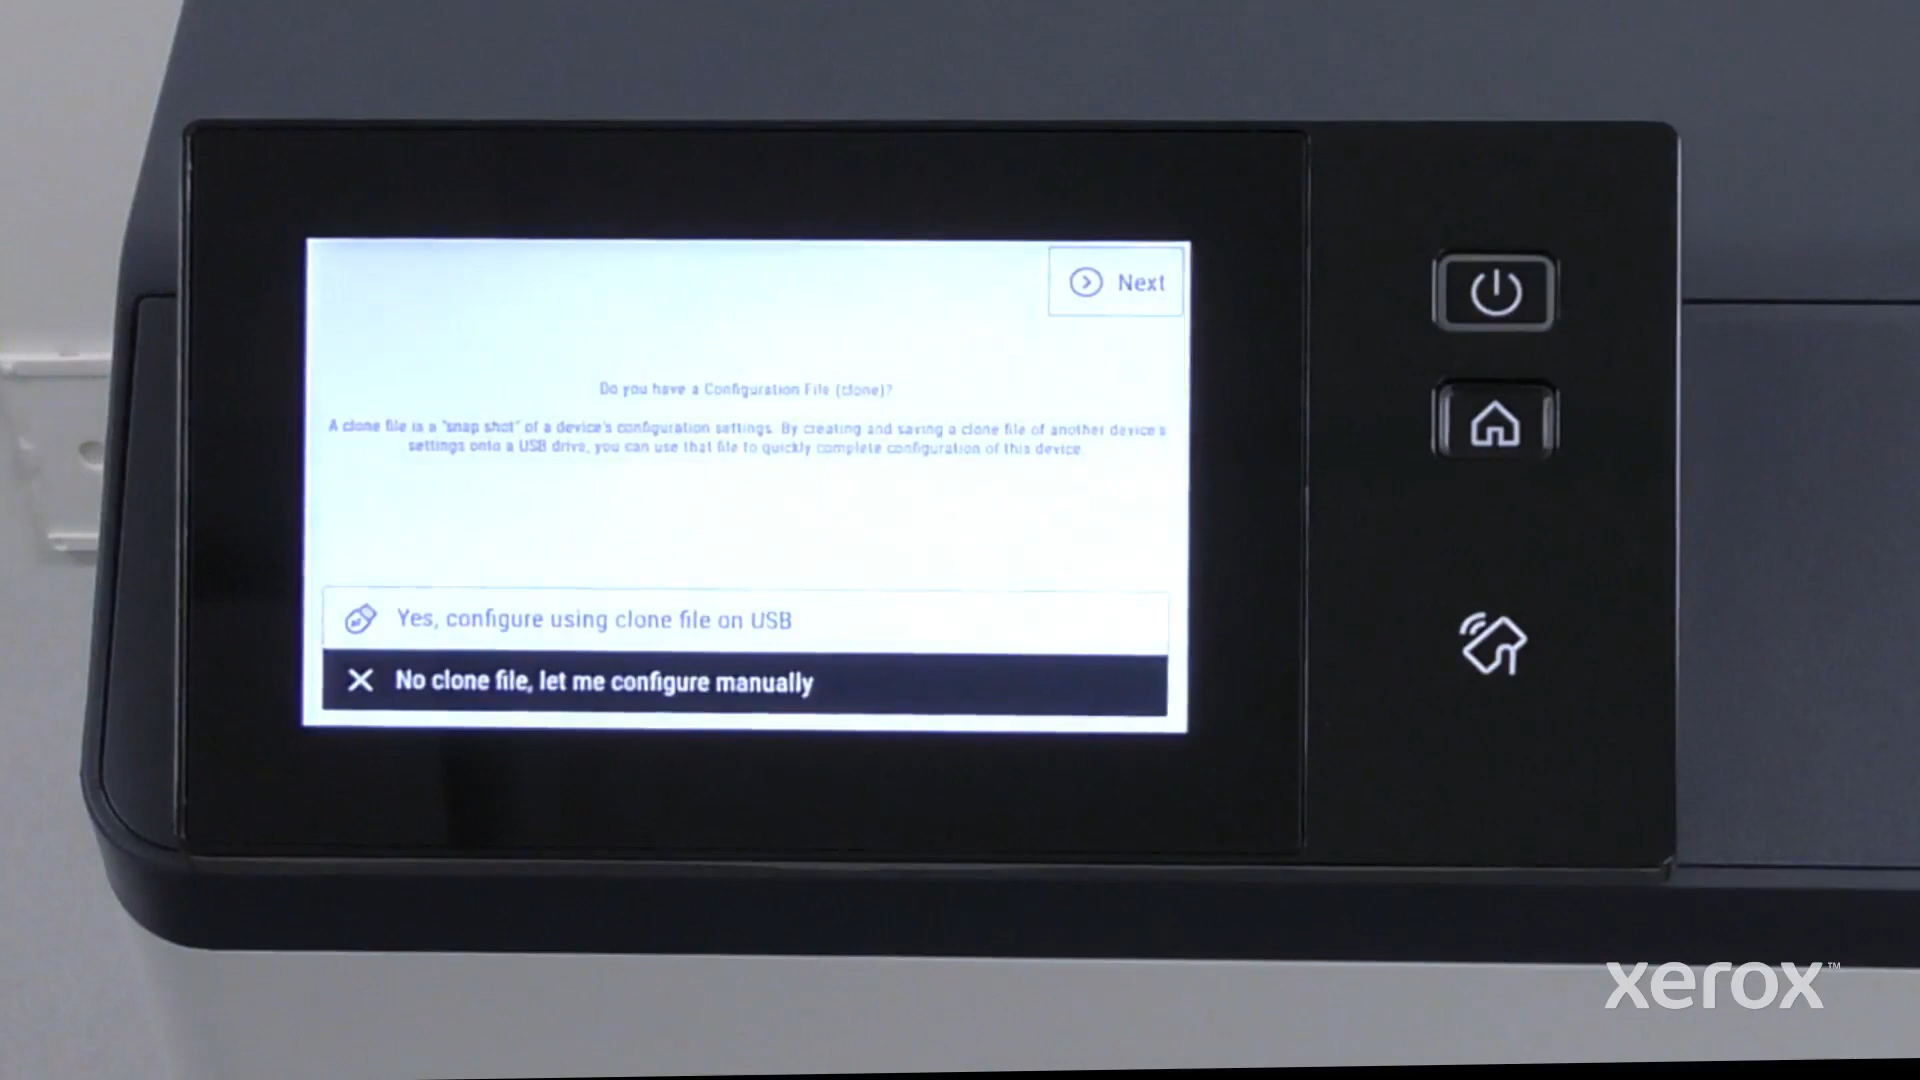 Next
Do you have a Configuration File (clone)?
A clone file is a "snap shot" of a device's configuration settings. By creating and saving a clone file of another device's
settings onto a USB drive, you can use that file to quickly complete configuration of this device.
Yes, configure using clone file on USB
No clone file, let me configure manually
xerox™